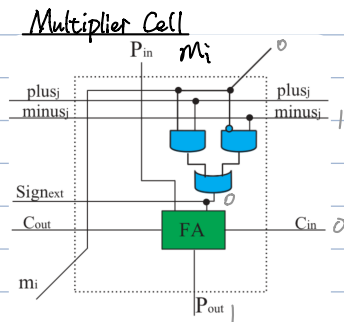 Multiplier Cell
Pin mi 0
plusj plusj
minusj minusj 1
Signext 0
Cout FA Cin 0
mi
Pout 1